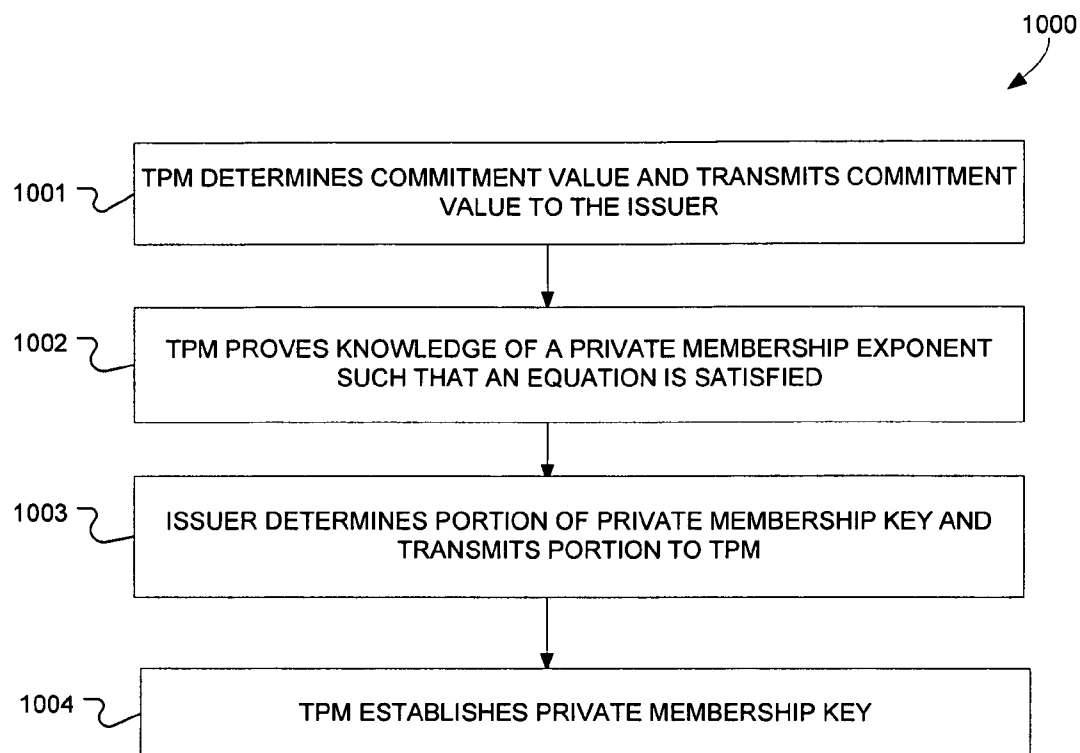 1000
1001
TPM DETERMINES COMMITMENT VALUE AND TRANSMITS COMMITMENT
VALUE TO THE ISSUER
1002
TPM PROVES KNOWLEDGE OF A PRIVATE MEMBERSHIP EXPONENT
SUCH THAT AN EQUATION IS SATISFIED
1003
ISSUER DETERMINES PORTION OF PRIVATE MEMBERSHIP KEY AND
TRANSMITS PORTION TO TPM
1004
TPM ESTABLISHES PRIVATE MEMBERSHIP KEY